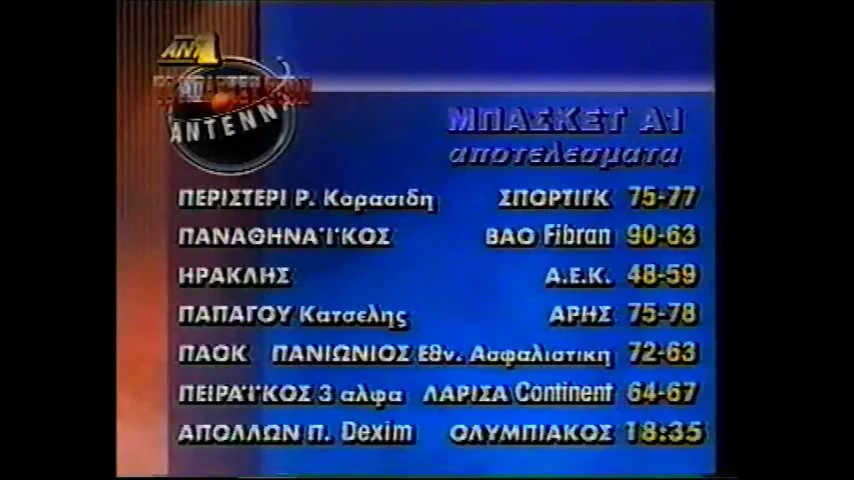 ΑΝΤ1
ANTENNA
ΜΠΑΣΚΕΤ Α1
αποτελέσματα
ΠΕΡΙΣΤΕΡΙ Ρ. Κορασιδη ΣΠΟΡΤΙΓΚ 75-77
ΠΑΝΑΘΗΝΑΪΚΟΣ ΒΑΟ Fibran 90-63
ΗΡΑΚΛΗΣ Α.Ε.Κ. 48-59
ΠΑΠΑΓΟΥ Κατσελης ΑΡΗΣ 75-78
ΠΑΟΚ ΠΑΝΙΩΝΙΟΣ Εθν. Ασφαλιστικη 72-63
ΠΕΙΡΑΪΚΟΣ 3 αλφα ΛΑΡΙΣΑ Continent 64-67
ΑΠΟΛΛΩΝ Π. Dexim ΟΛΥΜΠΙΑΚΟΣ 18:35